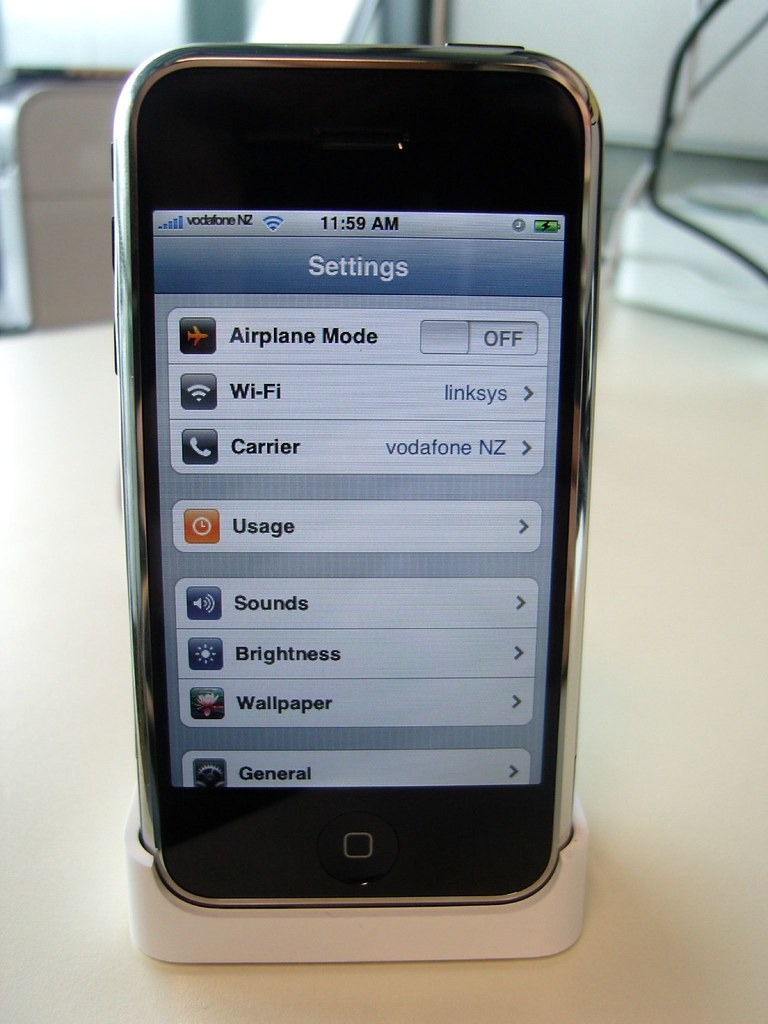 vodafone NZ 11:59 AM
Settings
Airplane Mode OFF
Wi-Fi linksys
Carrier vodafone NZ
Usage
Sounds
Brightness
Wallpaper
General